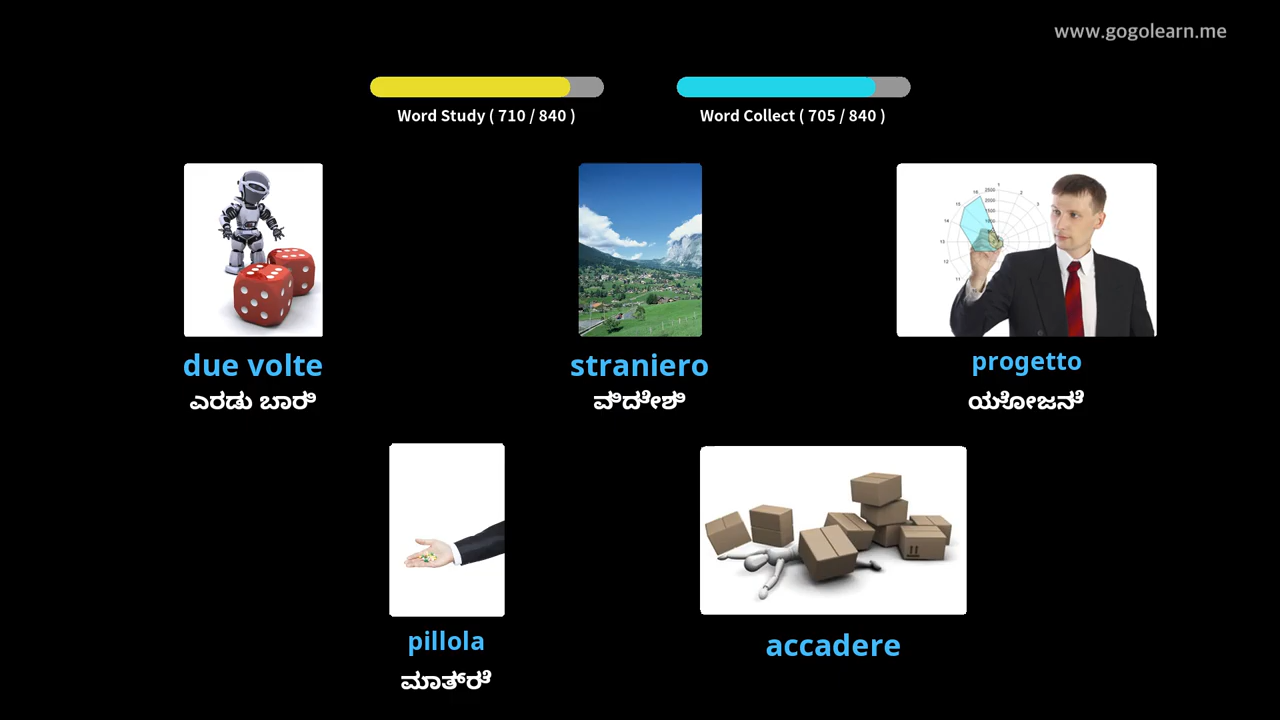 www.gogolearn.me
Word Study ( 710 / 840 )
Word Collect ( 705 / 840 )
due volte
ಎರಡು ಬಾರಿ
straniero
ವಿದೇಶಿ
progetto
ಯೋಜನೆ
pillola
ಮಾತ್ರೆ
accadere